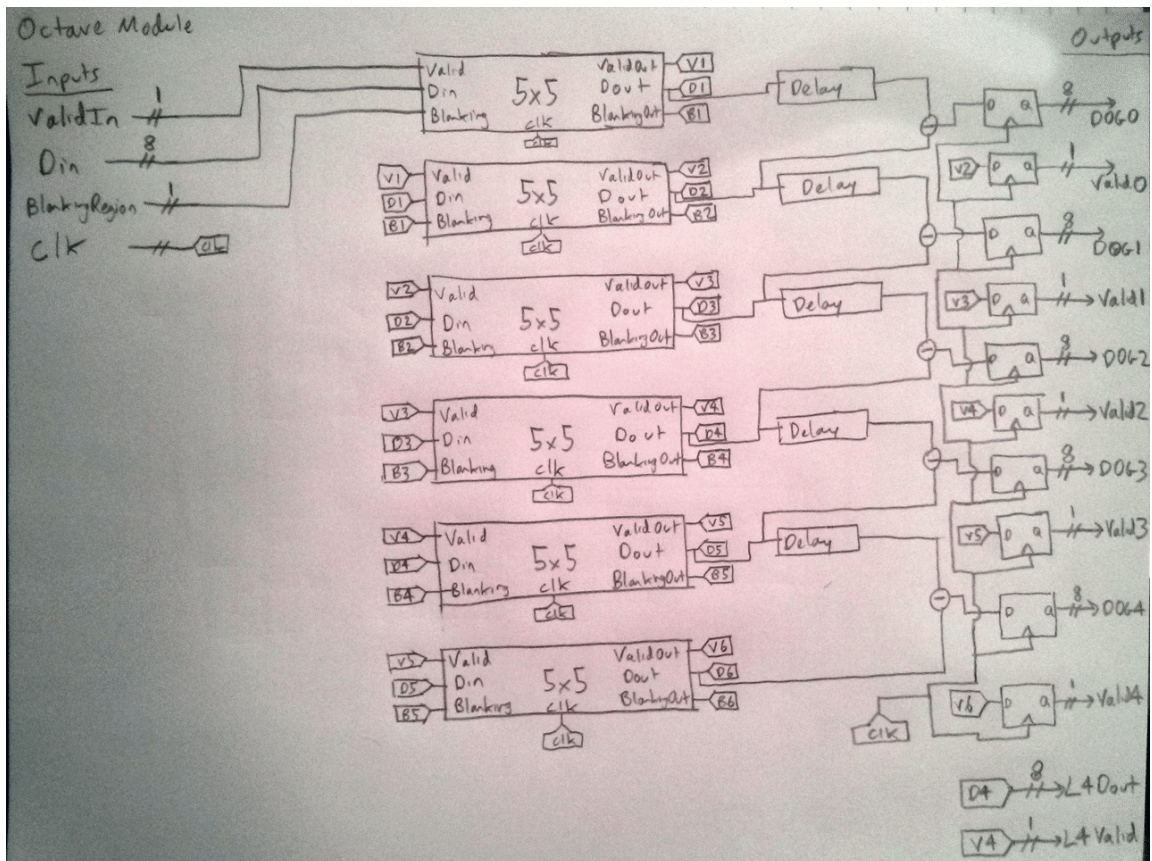 Octave Module
Outputs
Inputs
ValidIn 1
Din 8
BlankingRegion 1
Clk clk
Valid 5x5 ValidOut V1
Din Dout D1
Blanking clk BlankingOut B1
clk
Delay
D Q 8 DOG0
V1 Valid 5x5 ValidOut V2
D1 Din Dout D2
B1 Blanking clk BlankingOut B2
clk
Delay
V2 D Q 1 Valid0
D Q 8 DOG1
V2 Valid 5x5 ValidOut V3
D2 Din Dout D3
B2 Blanking clk BlankingOut B3
clk
Delay
V3 D Q 1 Valid1
D Q 8 DOG2
V3 Valid 5x5 ValidOut V4
D3 Din Dout D4
B3 Blanking clk BlankingOut B4
clk
Delay
V4 D Q 1 Valid2
D Q 8 DOG3
V4 Valid 5x5 ValidOut V5
D4 Din Dout D5
B4 Blanking clk BlankingOut B5
clk
Delay
V5 D Q 1 Valid3
D Q 8 DOG4
V5 Valid 5x5 ValidOut V6
D5 Din Dout D6
B5 Blanking clk BlankingOut B6
clk
clk
V6 D Q 1 Valid4
D4 8 L4Dout
V4 1 L4Valid